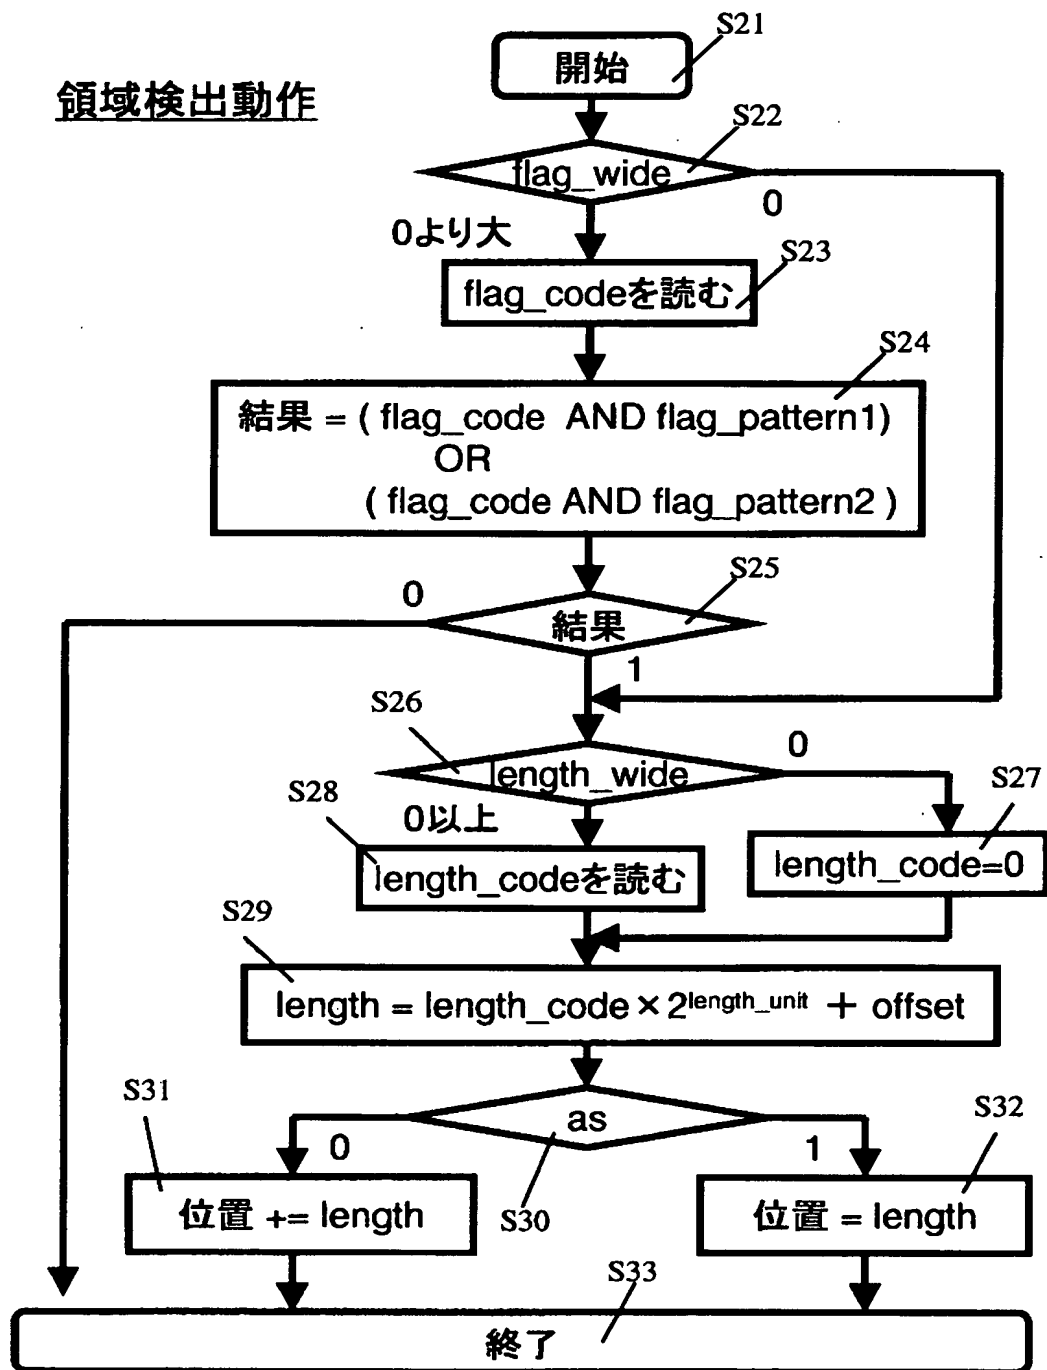 S21
開始
領域検出動作
S22
flag_wide
0
0より大
S23
flag_codeを読む
S24
結果 = ( flag_code AND flag_pattern1)
OR
( flag_code AND flag_pattern2 )
S25
0
結果
1
S26
0
length_wide
S27
S28
0以上
length_code=0
length_codeを読む
S29
length = length_code × 2^length_unit + offset
S31
as
S32
0
1
位置 += length
S30
位置 = length
S33
終了